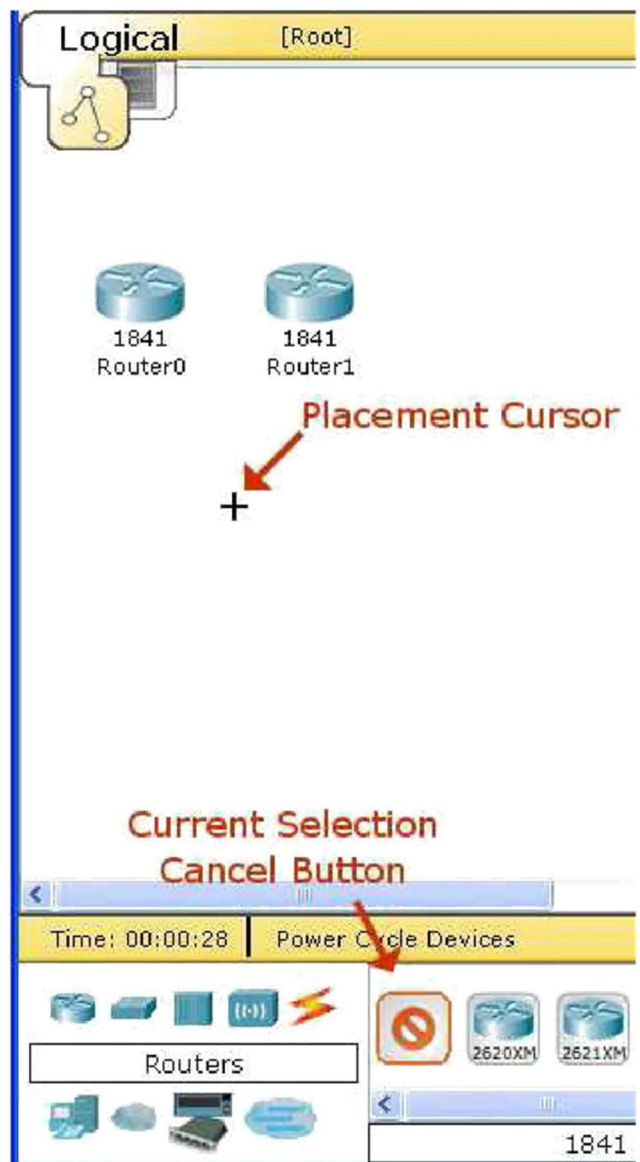 Logical
[Root]
1841
Router0
1841
Router1
Placement Cursor
Current Selection
Cancel Button
Time: 00:00:28
Power Cycle Devices
Routers
2620XM
2621XM
1841